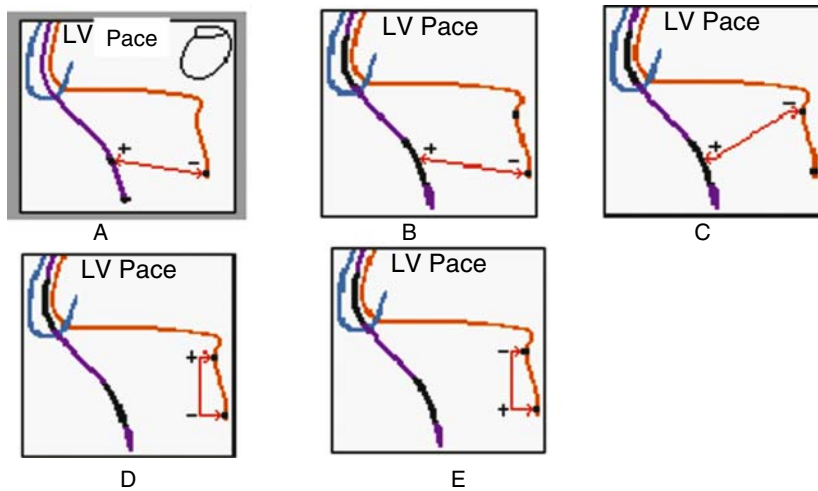 LV Pace
LV Pace
LV Pace
+ -
+ -
+ -
A
B
C
LV Pace
LV Pace
+
-
-
+
D
E